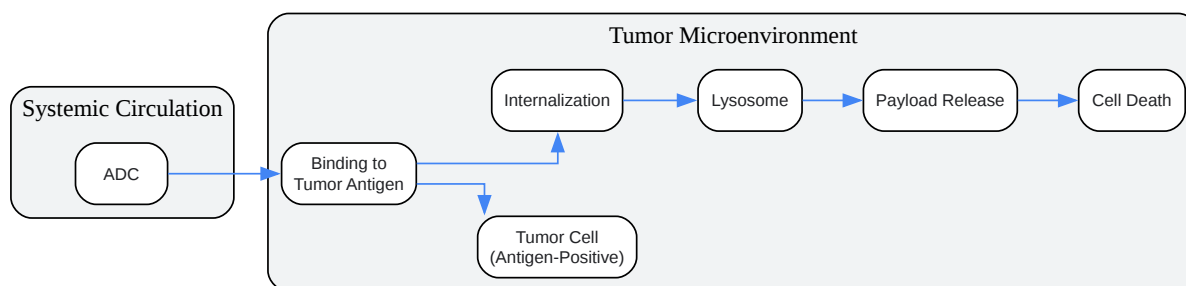 Tumor Microenvironment
Systemic Circulation
ADC
Binding to
Tumor Antigen
Internalization
Lysosome
Payload Release
Cell Death
Tumor Cell
(Antigen-Positive)